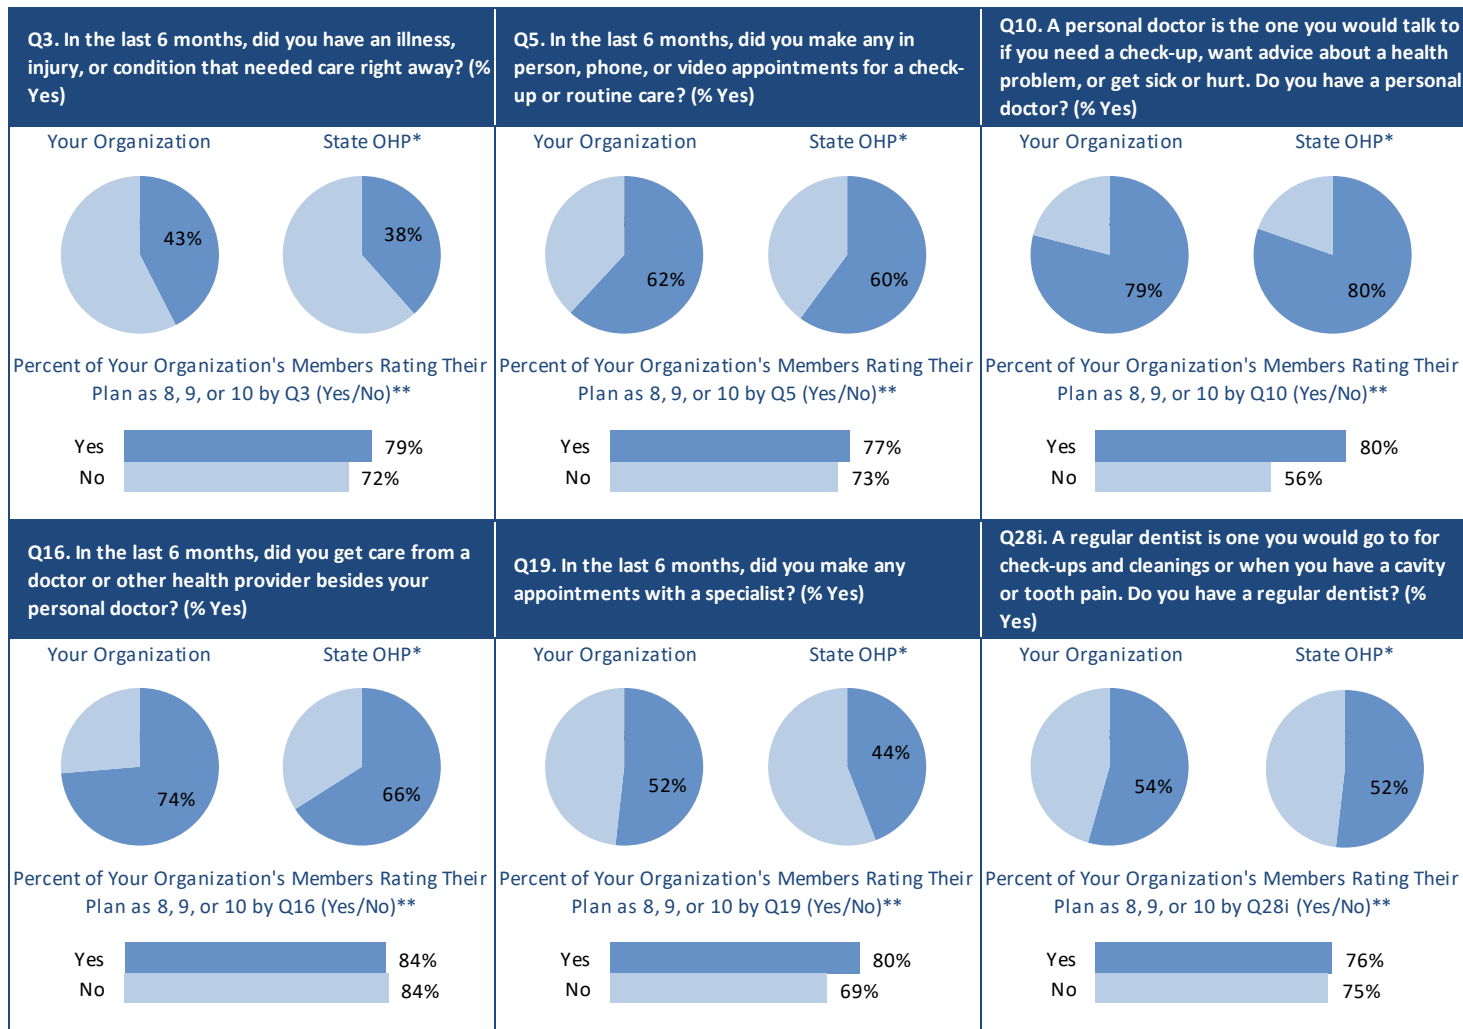 Q3. In the last 6 months, did you have an illness,
injury, or condition that needed care right away? (%
Yes)
Your Organization
State OHP*
43%
38%
Percent of Your Organization's Members Rating Their
Plan as 8, 9, or 10 by Q3 (Yes/No)**
Yes
79%
No
72%
Q5. In the last 6 months, did you make any in
person, phone, or video appointments for a check-
up or routine care? (% Yes)
Your Organization
State OHP*
62%
60%
Percent of Your Organization's Members Rating Their
Plan as 8, 9, or 10 by Q5 (Yes/No)**
Yes
77%
No
73%
Q10. A personal doctor is the one you would talk to
if you need a check-up, want advice about a health
problem, or get sick or hurt. Do you have a personal
doctor? (% Yes)
Your Organization
State OHP*
79%
80%
Percent of Your Organization's Members Rating Their
Plan as 8, 9, or 10 by Q10 (Yes/No)**
Yes
80%
No
56%
Q16. In the last 6 months, did you get care from a
doctor or other health provider besides your
personal doctor? (% Yes)
Your Organization
State OHP*
74%
66%
Percent of Your Organization's Members Rating Their
Plan as 8, 9, or 10 by Q16 (Yes/No)**
Yes
84%
No
84%
Q19. In the last 6 months, did you make any
appointments with a specialist? (% Yes)
Your Organization
State OHP*
52%
44%
Percent of Your Organization's Members Rating Their
Plan as 8, 9, or 10 by Q19 (Yes/No)**
Yes
80%
No
69%
Q28i. A regular dentist is one you would go to for
check-ups and cleanings or when you have a cavity
or tooth pain. Do you have a regular dentist? (%
Yes)
Your Organization
State OHP*
54%
52%
Percent of Your Organization's Members Rating Their
Plan as 8, 9, or 10 by Q28i (Yes/No)**
Yes
76%
No
75%